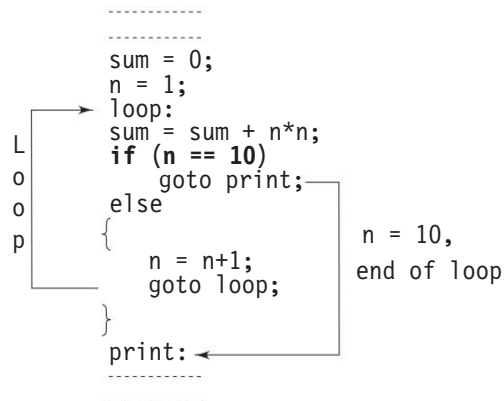 sum = 0;
n = 1;
loop:
sum = sum + n*n;
if (n == 10)
goto print;
else
{
n = n+1;
goto loop;
}
print:
Loop
n = 10,
end of loop